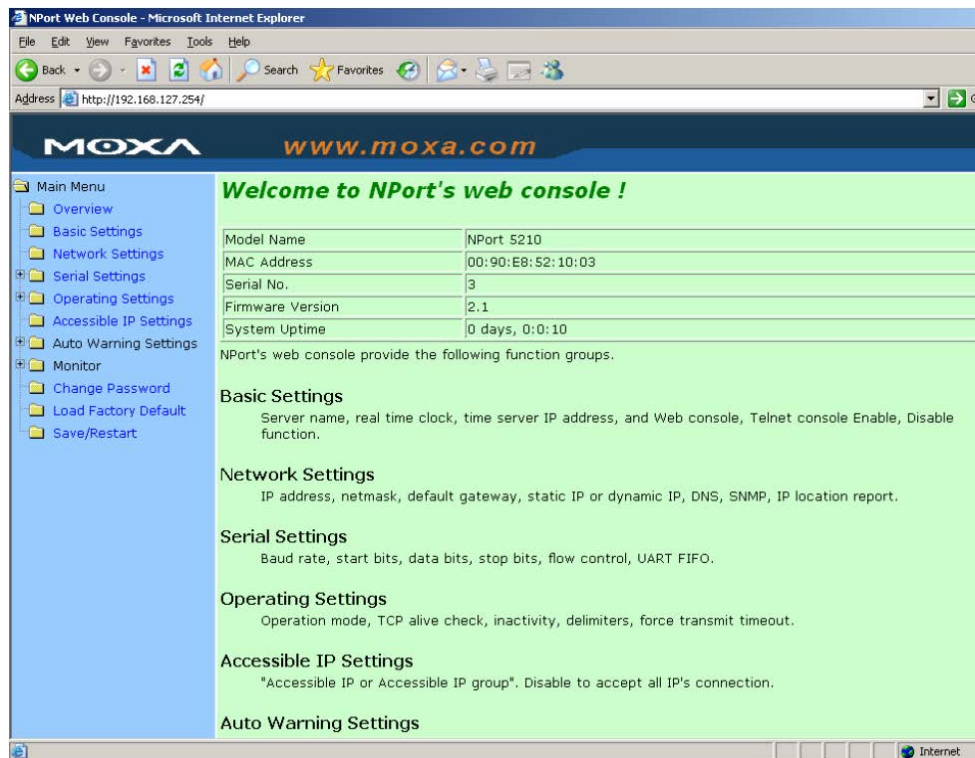 NPort Web Console - Microsoft Internet Explorer
File Edit View Favorites Tools Help
Back Search Favorites
Address http://192.168.127.254/
MOXA www.moxa.com
Main Menu
Overview
Basic Settings
Network Settings
Serial Settings
Operating Settings
Accessible IP Settings
Auto Warning Settings
Monitor
Change Password
Load Factory Default
Save/Restart
Welcome to NPort's web console !
Model Name NPort 5210
MAC Address 00:90:E8:52:10:03
Serial No. 3
Firmware Version 2.1
System Uptime 0 days, 0:0:10
NPort's web console provide the following function groups.
Basic Settings
Server name, real time clock, time server IP address, and Web console, Telnet console Enable, Disable
function.
Network Settings
IP address, netmask, default gateway, static IP or dynamic IP, DNS, SNMP, IP location report.
Serial Settings
Baud rate, start bits, data bits, stop bits, flow control, UART FIFO.
Operating Settings
Operation mode, TCP alive check, inactivity, delimiters, force transmit timeout.
Accessible IP Settings
"Accessible IP or Accessible IP group". Disable to accept all IP's connection.
Auto Warning Settings
Internet